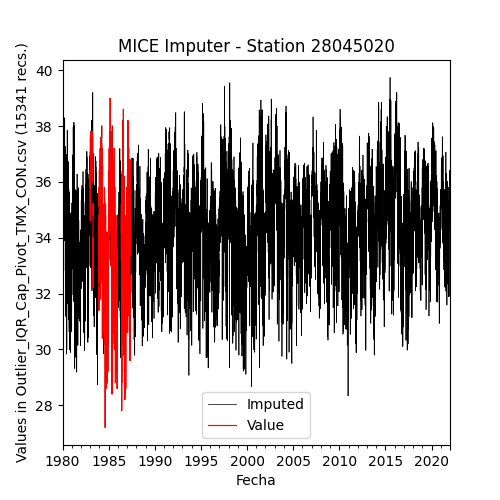 MICE Imputer - Station 28045020
Values in Outlier_IQR_Cap_Pivot_TMX_CON.csv (15341 recs.)
40
38
36
34
32
30
28
Imputed
Value
1980 1985 1990 1995 2000 2005 2010 2015 2020
Fecha